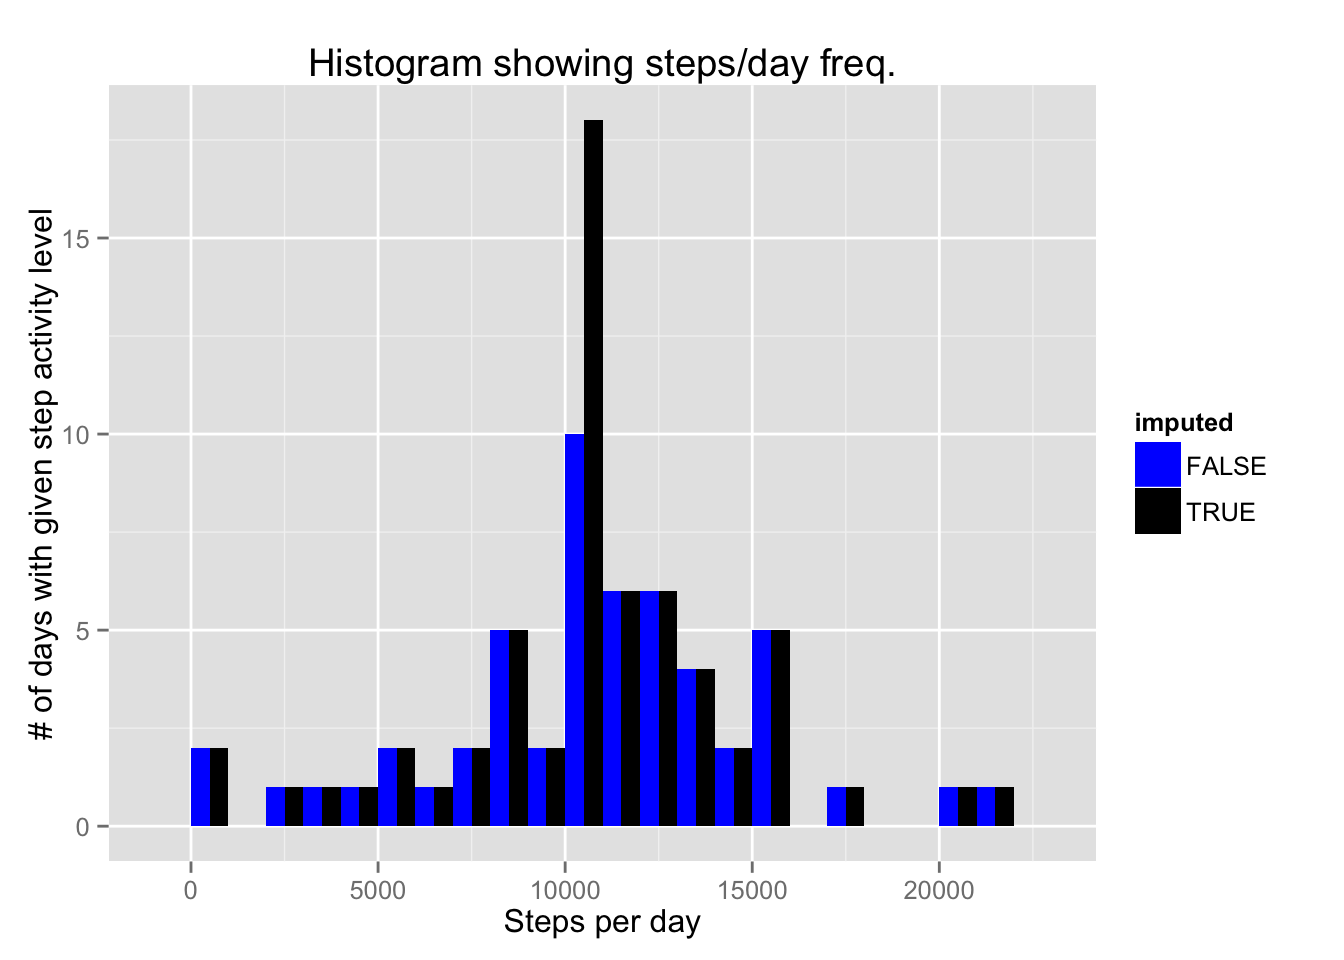 Histogram showing steps/day freq.
# of days with given step activity level
15
10
5
0
0 5000 10000 15000 20000
Steps per day
imputed
FALSE
TRUE